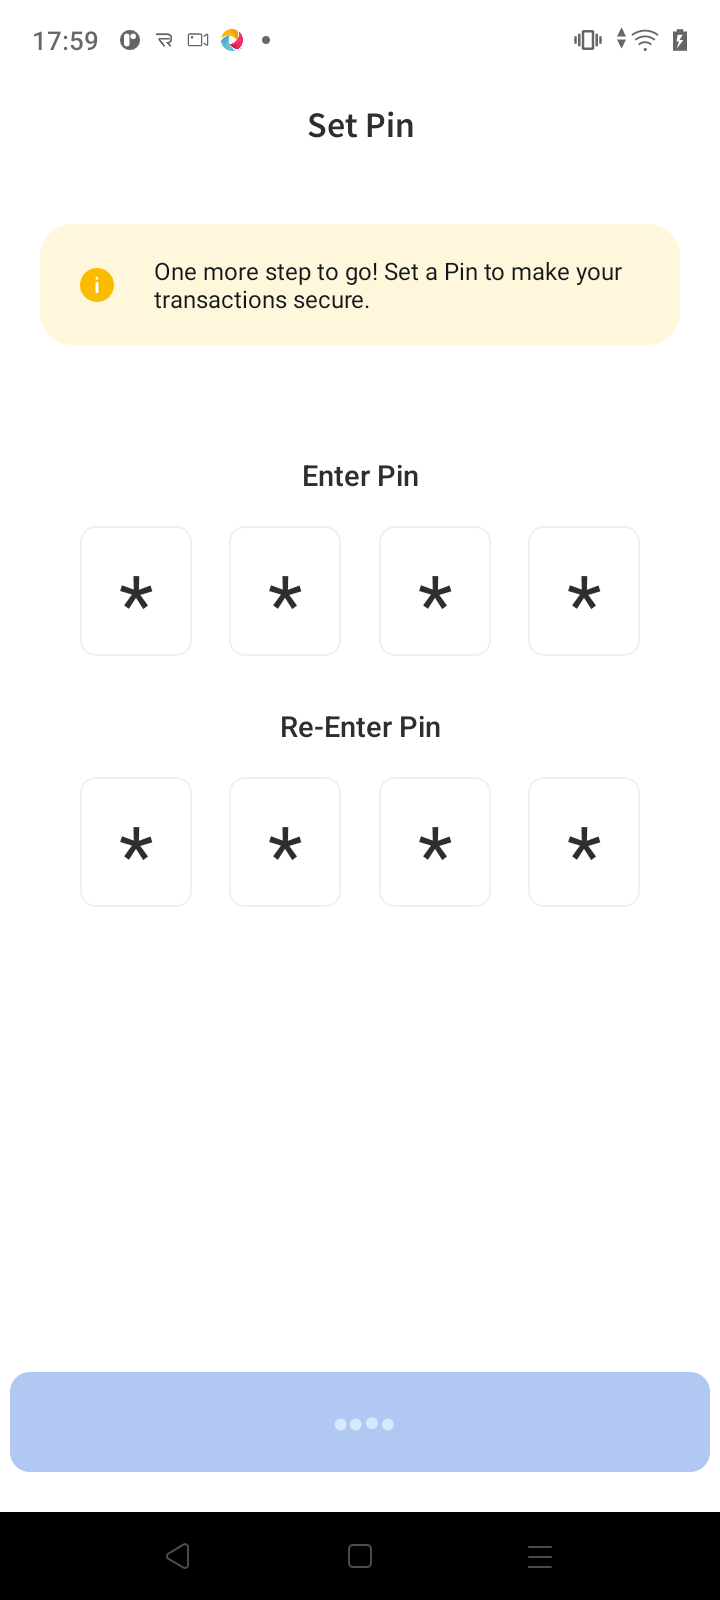 17:59
Set Pin
One more step to go! Set a Pin to make your
transactions secure.
Enter Pin
* * * *
Re-Enter Pin
* * * *